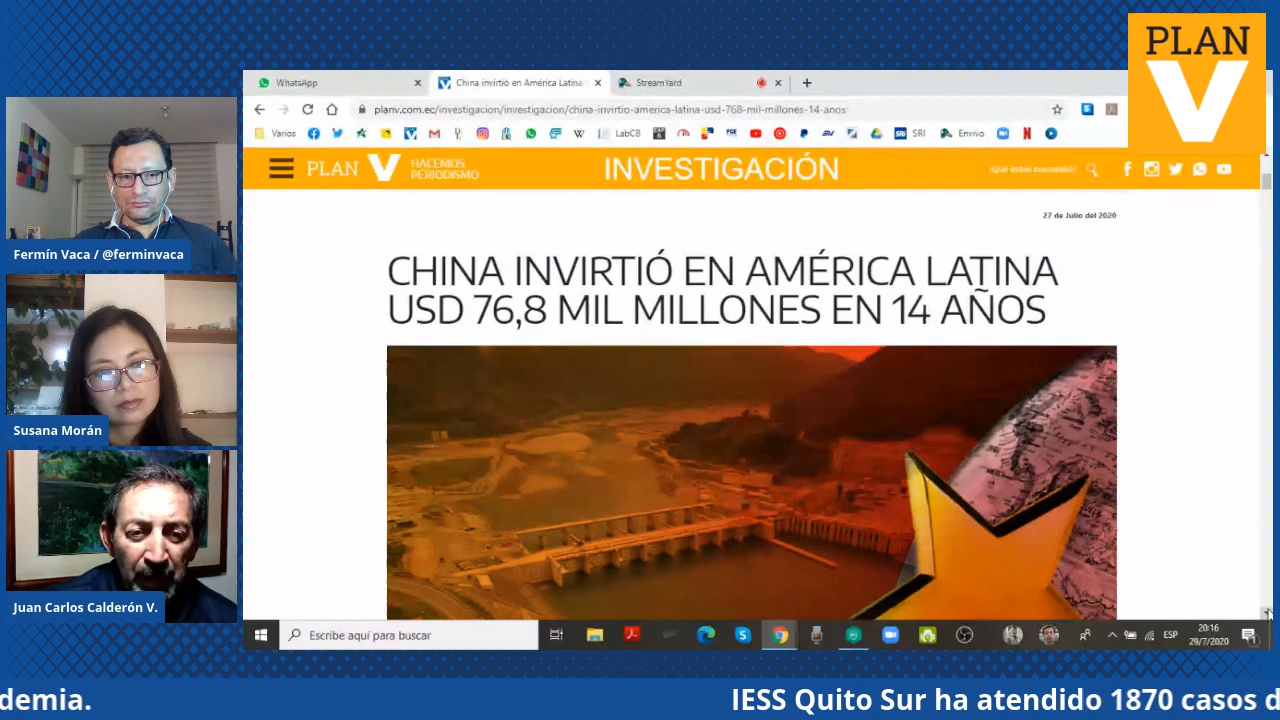 PLAN
V
WhatsApp
China invirtió en América Latina
StreamYard
planv.com.ec/investigacion/investigacion/china-invirtio-america-latina-usd-768-mil-millones-14-anos
Varios
LabCB
SRI
Envivo
PLAN V HACEMOS PERIODISMO
INVESTIGACIÓN
¿Qué estás buscando?
27 de Julio del 2020
CHINA INVIRTIÓ EN AMÉRICA LATINA
USD 76,8 MIL MILLONES EN 14 AÑOS
Fermín Vaca / @ferminvaca
Susana Morán
Juan Carlos Calderón V.
Escribe aquí para buscar
ESP
20:16
29/7/2020
demia.
IESS Quito Sur ha atendido 1870 casos d